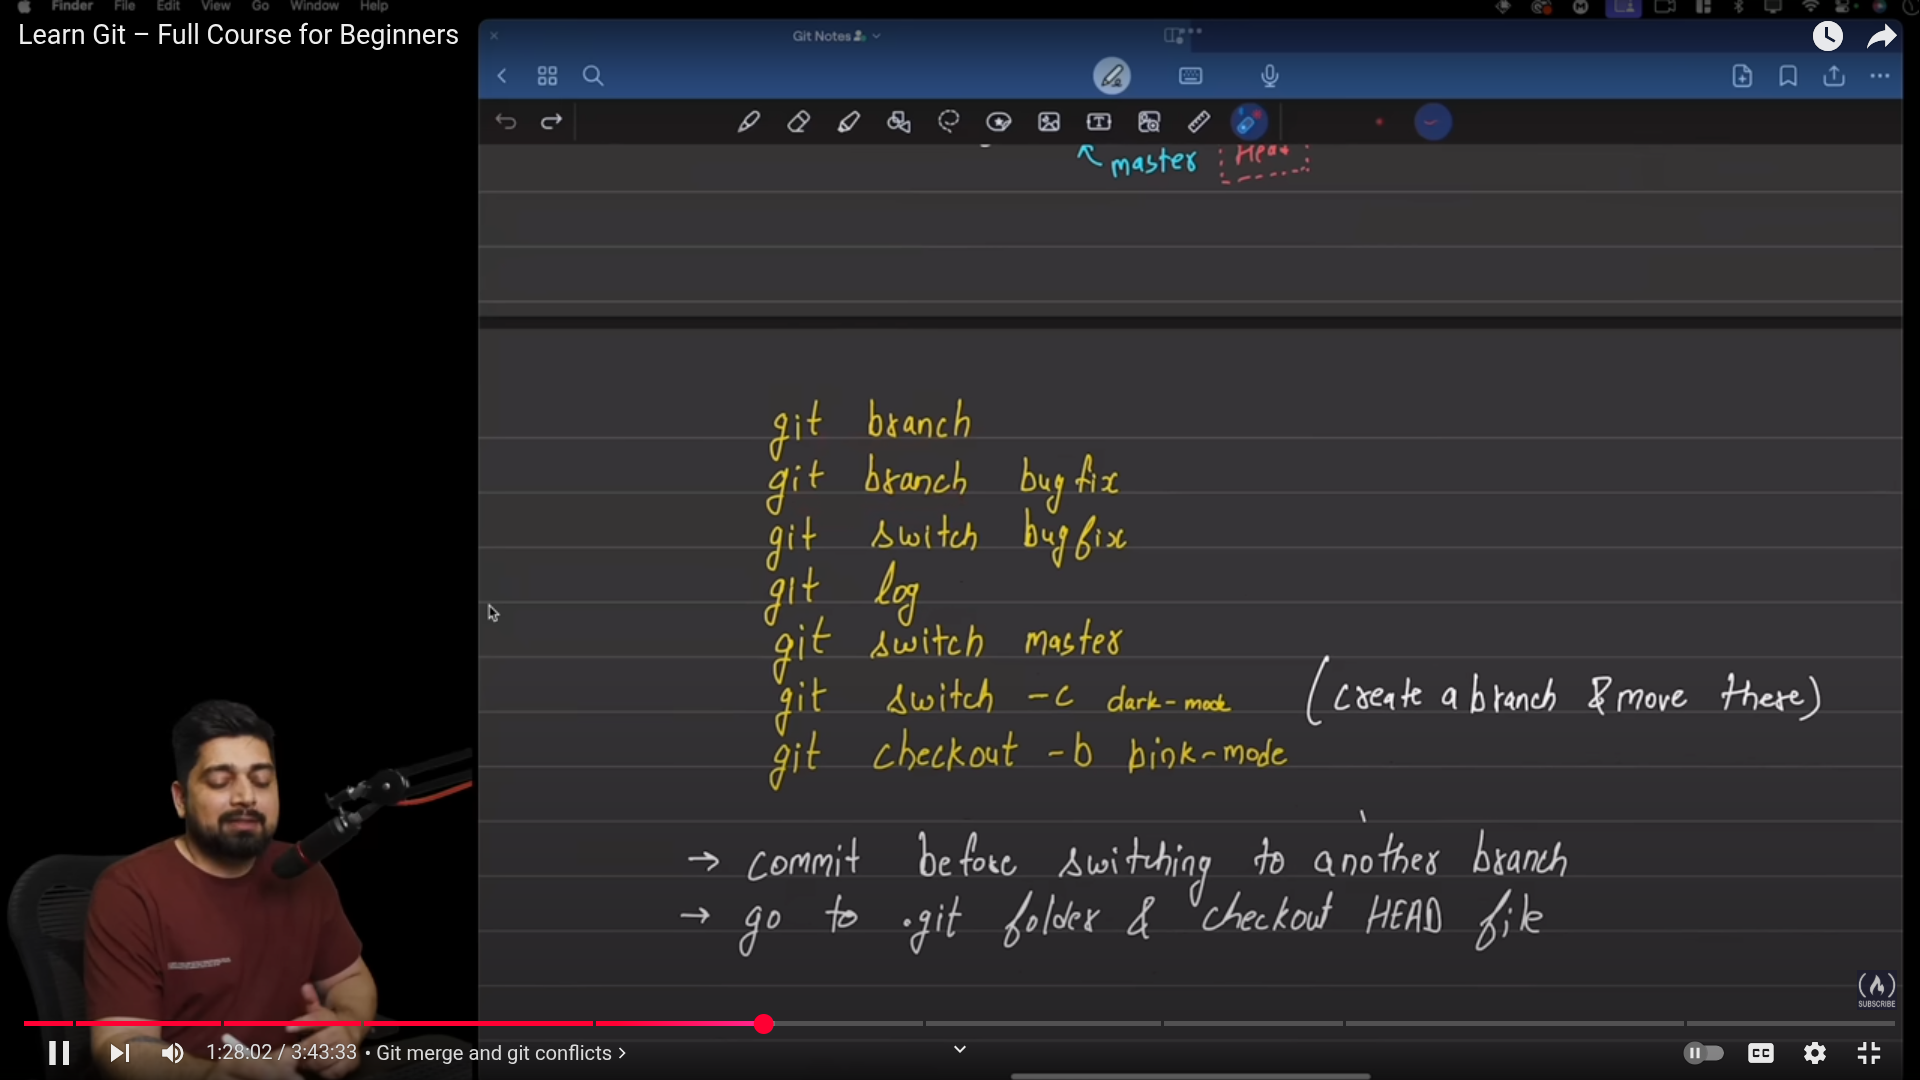 Finder File Edit View Go Window Help
Learn Git – Full Course for Beginners
Git Notes
master Head
git branch
git branch bugfix
git switch bugfix
git log
git switch master
git switch -c dark-mode (create a branch & move there)
git checkout -b pink-mode
→ commit before switching to another branch
→ go to .git folder & checkout HEAD file
SUBSCRIBE
1:28:02 / 3:43:33 • Git merge and git conflicts >
CC